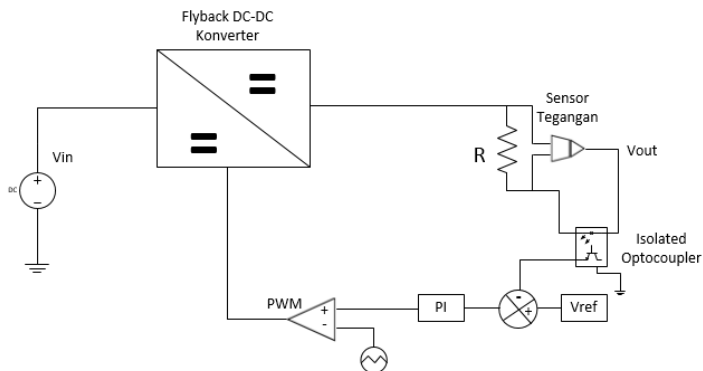 Flyback DC-DC
Konverter
Sensor
Tegangan
Vin
R
Vout
DC
+
-
Isolated
Optocoupler
PWM
+
-
PI
-
+
Vref